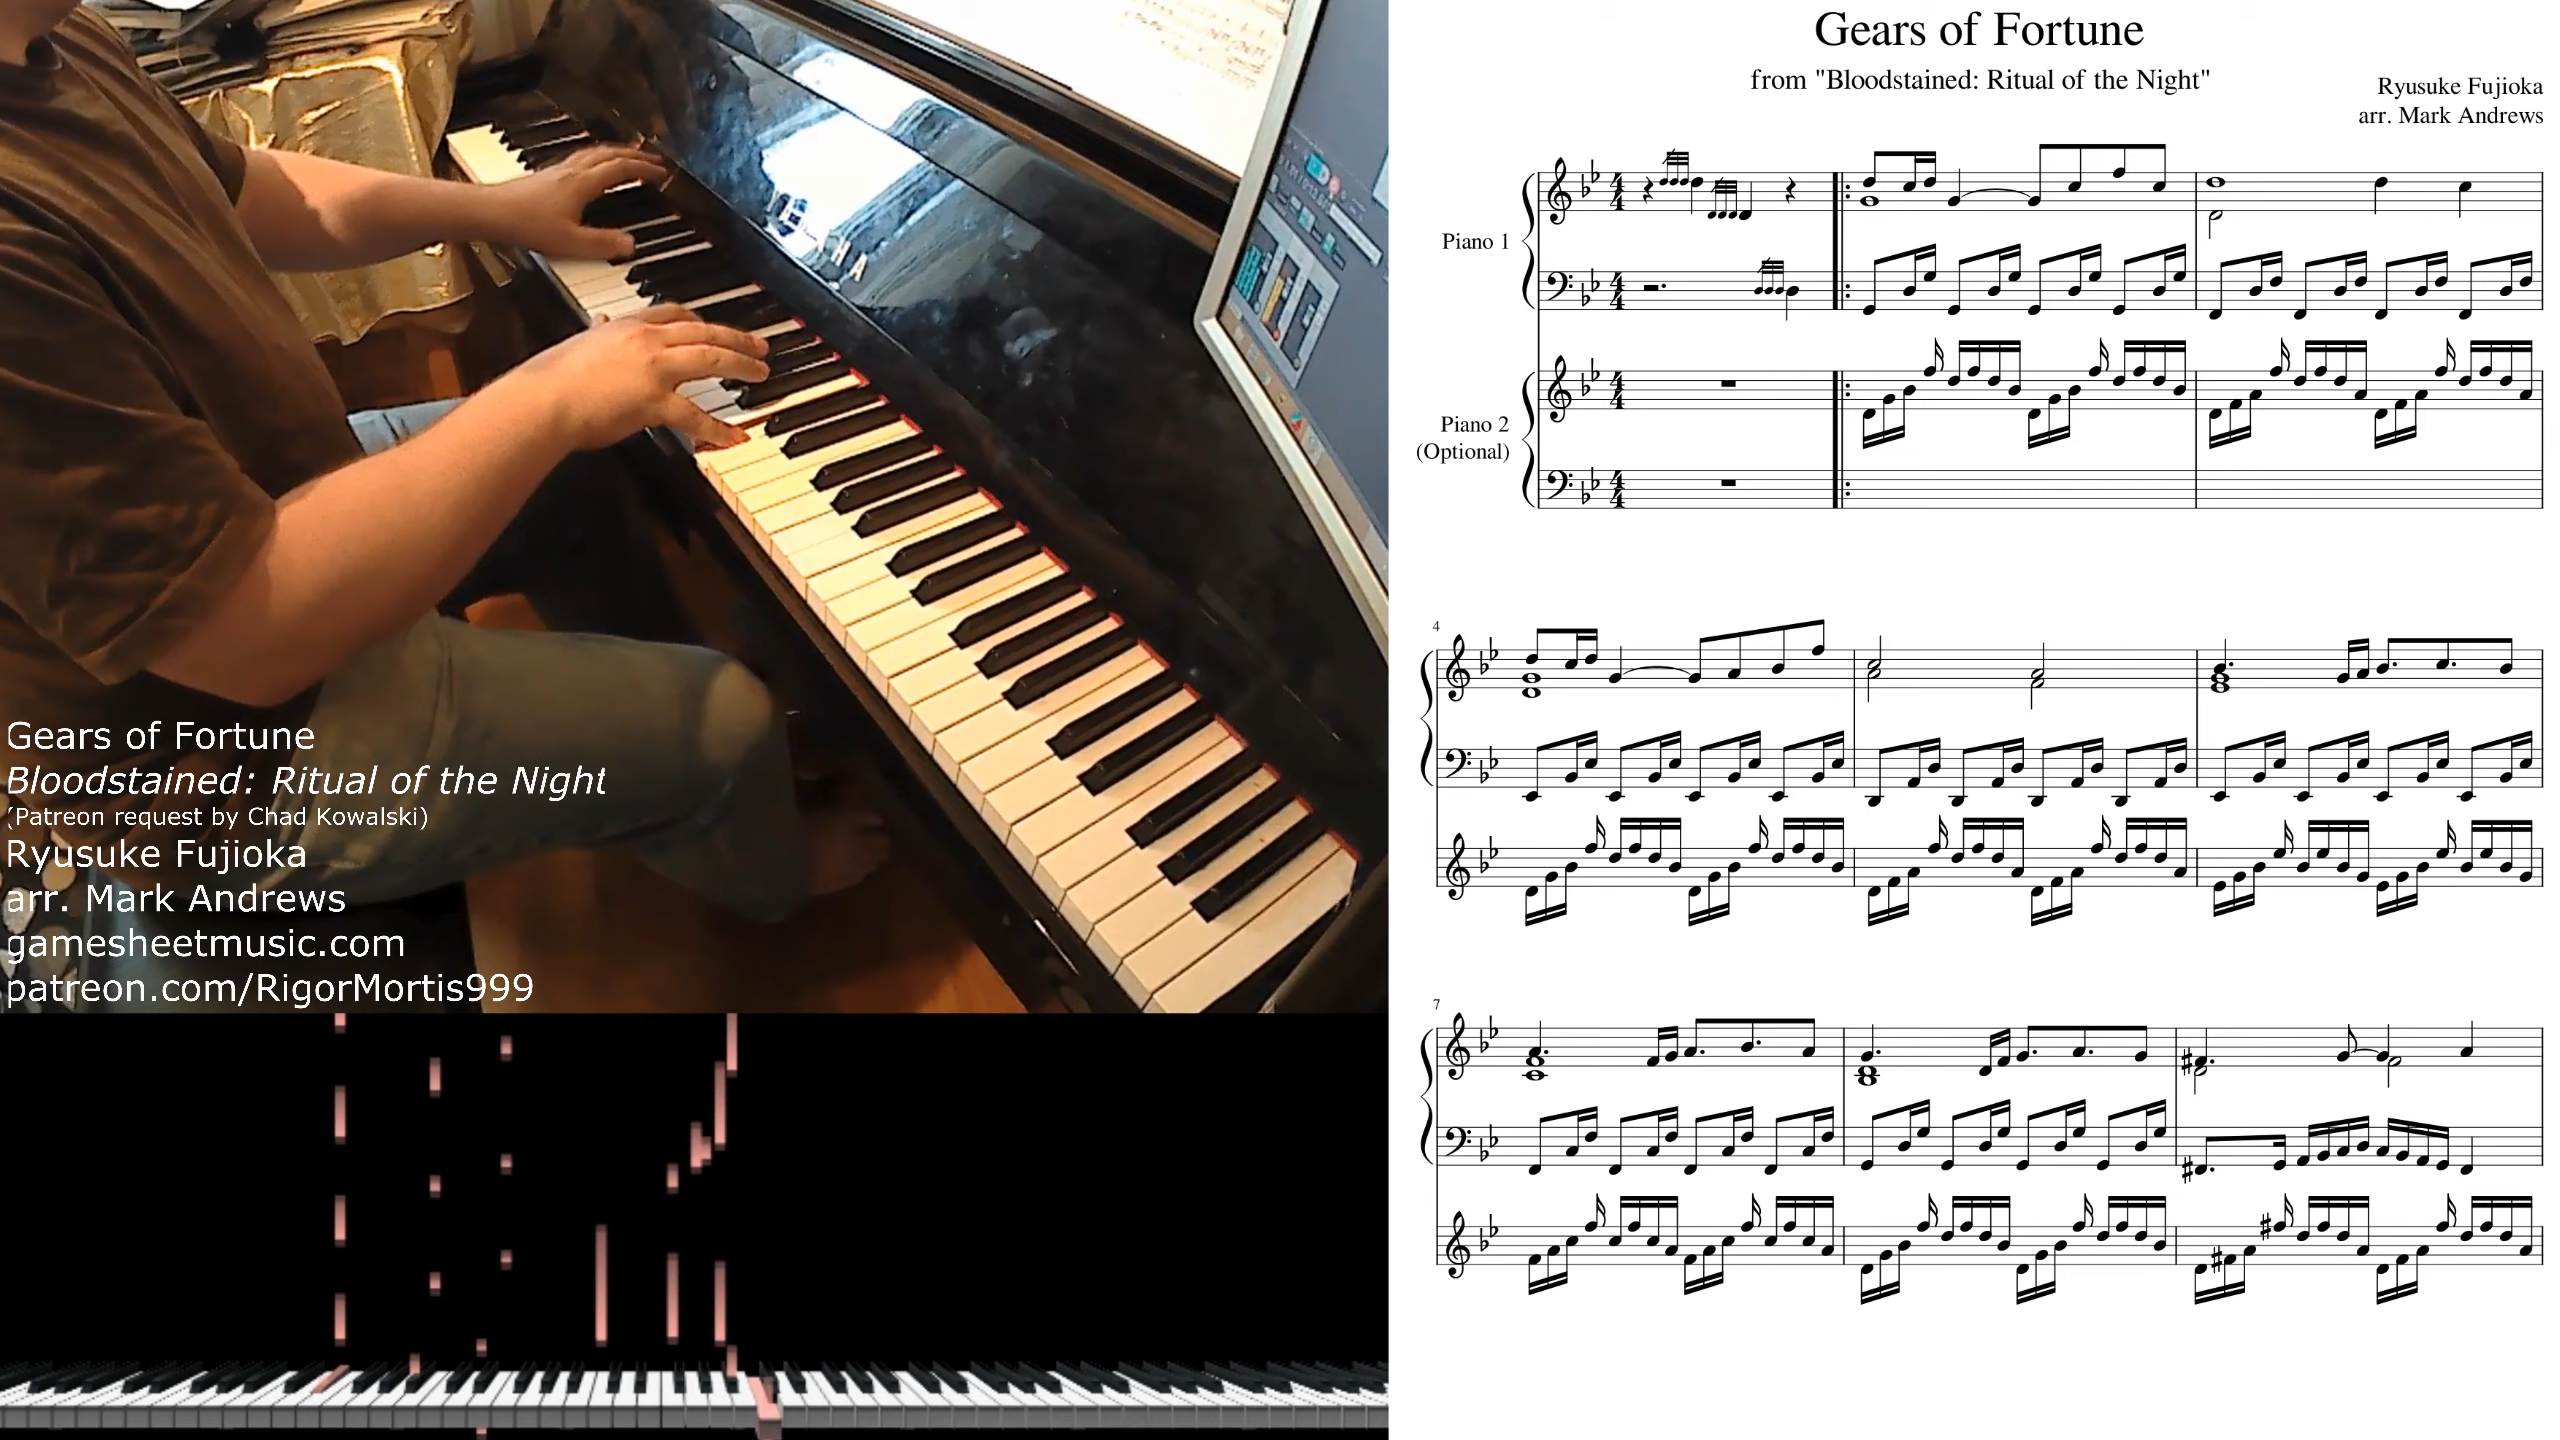 Gears of Fortune
Bloodstained: Ritual of the Night
(Patreon request by Chad Kowalski)
Ryusuke Fujioka
arr. Mark Andrews
gamesheetmusic.com
patreon.com/RigorMortis999
Gears of Fortune
from "Bloodstained: Ritual of the Night"
Ryusuke Fujioka
arr. Mark Andrews
Piano 1
Piano 2
(Optional)
4
7